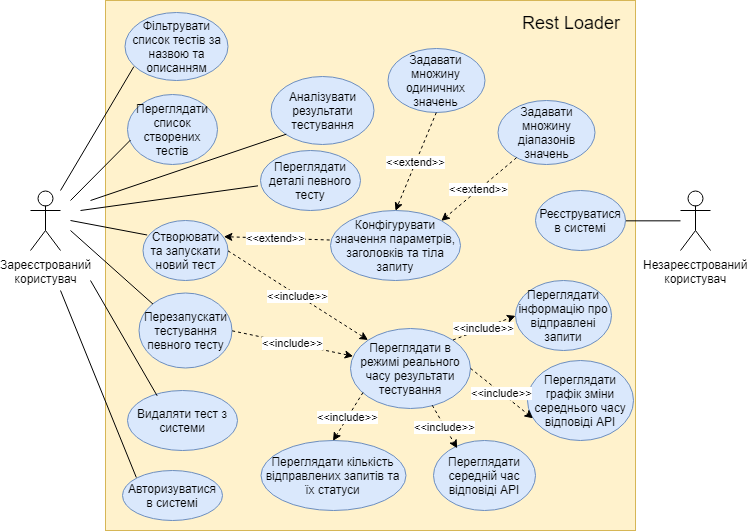 Rest Loader
Фільтрувати
список тестів за
назвою та
описанням
Задавати
множину
одиничних
значень
Аналізувати
результати
тестування
Переглядати
список
створених
тестів
Задавати
множину
діапазонів
значень
<<extend>>
Переглядати
деталі певного
тесту
<<extend>>
Створювати
та запускати
новий тест
<<extend>>
Конфігурувати
значення параметрів,
заголовків та тіла
запиту
Реєструватися
в системі
Зареєстрований
користувач
Незареєстрований
користувач
<<include>>
Перезапускати
тестування
певного тесту
<<include>>
Переглядати в
режимі реального
часу результати
тестування
<<include>>
Переглядати
інформацію про
відправлені
запити
<<include>>
Переглядати
графік зміни
середнього часу
відповіді API
Видаляти тест з
системи
<<include>>
<<include>>
Авторизуватися
в системі
Переглядати кількість
відправлених запитів та
їх статуси
Переглядати
середній час
відповіді API